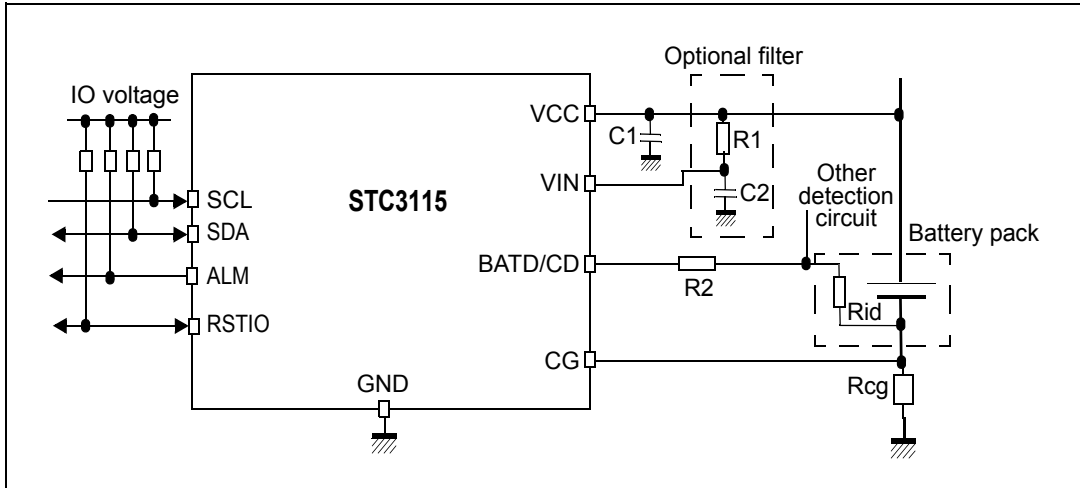 Optional filter
IO voltage
VCC
C1
R1
VIN
C2
STC3115
SCL
SDA
ALM
RSTIO
Other
detection
circuit
Battery pack
BATD/CD
R2
Rid
CG
GND
Rcg